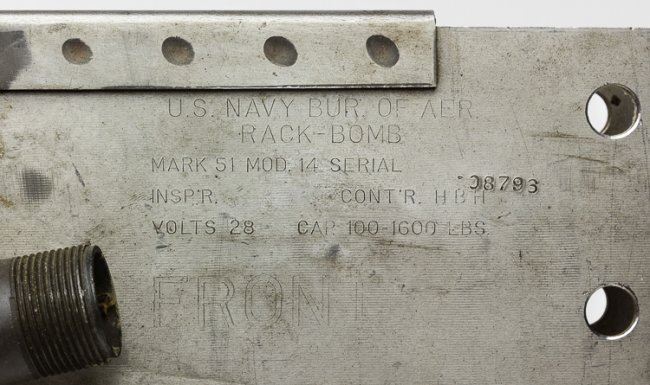 U.S. NAVY BUR. OF AER.
RACK-BOMB
MARK 51 MOD. 14 SERIAL
08793
INSP'R. CONT'R. H B H
VOLTS 28 CAP. 100-1600 LBS.
FRONT